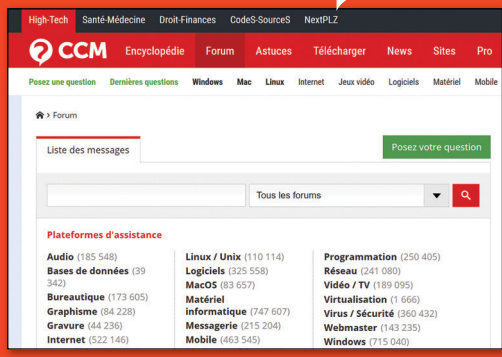 High-Tech Santé-Médecine Droit-Finances CodeS-SourceS NextPLZ
CCM Encyclopédie Forum Astuces Télécharger News Sites Pro
Posez une question Dernières questions Windows Mac Linux Internet Jeux vidéo Logiciels Matériel Mobile
> Forum
Liste des messages
Posez votre question
Tous les forums
Plateformes d'assistance
Audio (185 548)
Bases de données (39
342)
Bureautique (173 605)
Graphisme (84 228)
Gravure (44 236)
Internet (522 146)
Linux / Unix (110 114)
Logiciels (325 558)
MacOS (83 657)
Matériel
informatique (747 607)
Messagerie (215 204)
Mobile (463 545)
Programmation (250 405)
Réseau (241 080)
Vidéo / TV (189 095)
Virtualisation (1 666)
Virus / Sécurité (360 432)
Webmaster (143 235)
Windows (715 040)